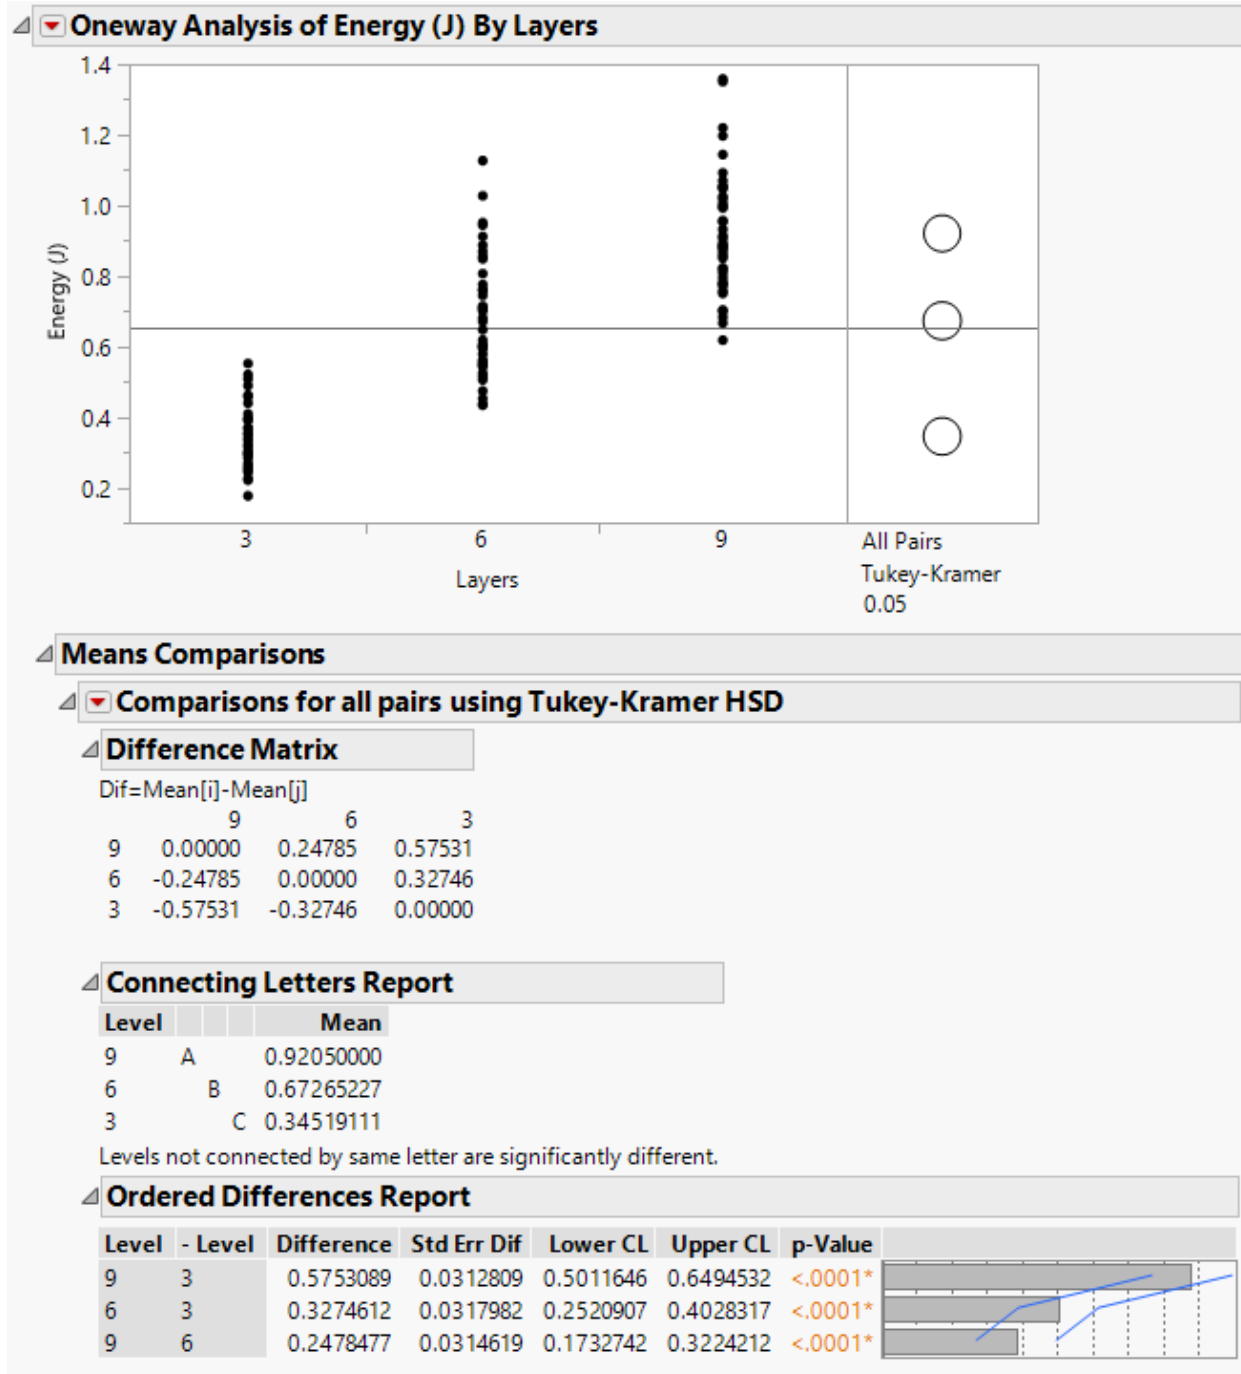 Oneway Analysis of Energy (J) By Layers
1.4
1.2
1.0
0.8
0.6
0.4
0.2
Energy (J)
3 6 9
Layers
All Pairs
Tukey-Kramer
0.05
Means Comparisons
Comparisons for all pairs using Tukey-Kramer HSD
Difference Matrix
Dif=Mean[i]-Mean[j]
9 6 3
9 0.00000 0.24785 0.57531
6 -0.24785 0.00000 0.32746
3 -0.57531 -0.32746 0.00000
Connecting Letters Report
Level Mean
9 A 0.92050000
6 B 0.67265227
3 C 0.34519111
Levels not connected by same letter are significantly different.
Ordered Differences Report
Level - Level Difference Std Err Dif Lower CL Upper CL p-Value
9 3 0.5753089 0.0312809 0.5011646 0.6494532 <.0001*
6 3 0.3274612 0.0317982 0.2520907 0.4028317 <.0001*
9 6 0.2478477 0.0314619 0.1732742 0.3224212 <.0001*